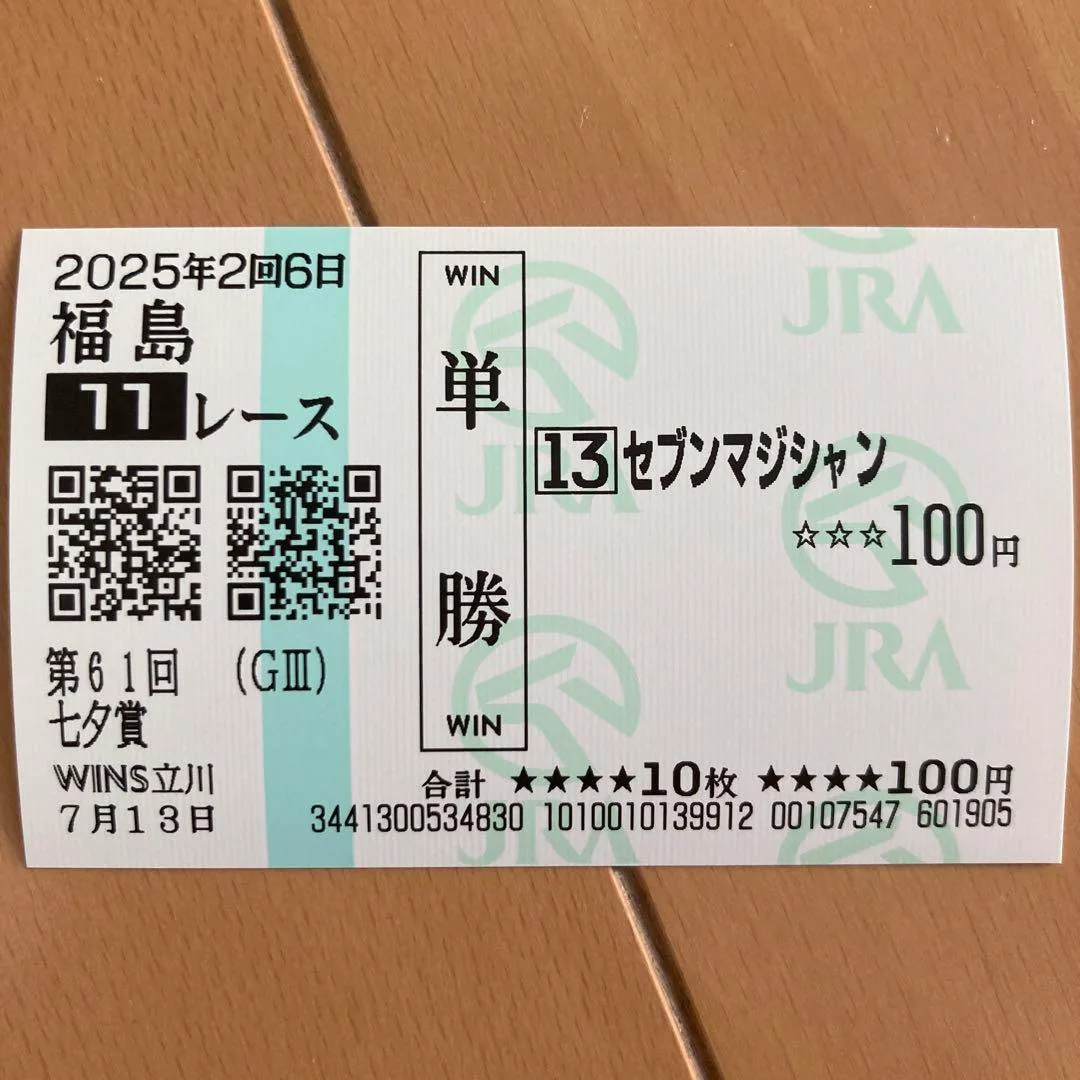 2025年2回6日
福島
11レース
第61回 (GⅢ)
七夕賞
WINS立川
7月13日
WIN
単勝
WIN
13 セブンマジシャン
☆☆☆100円
合計 ★★★★10枚 ★★★★100円
3441300534830 1010010139912 00107547 601905
JRA
JRA
JRA
JRA
JRA